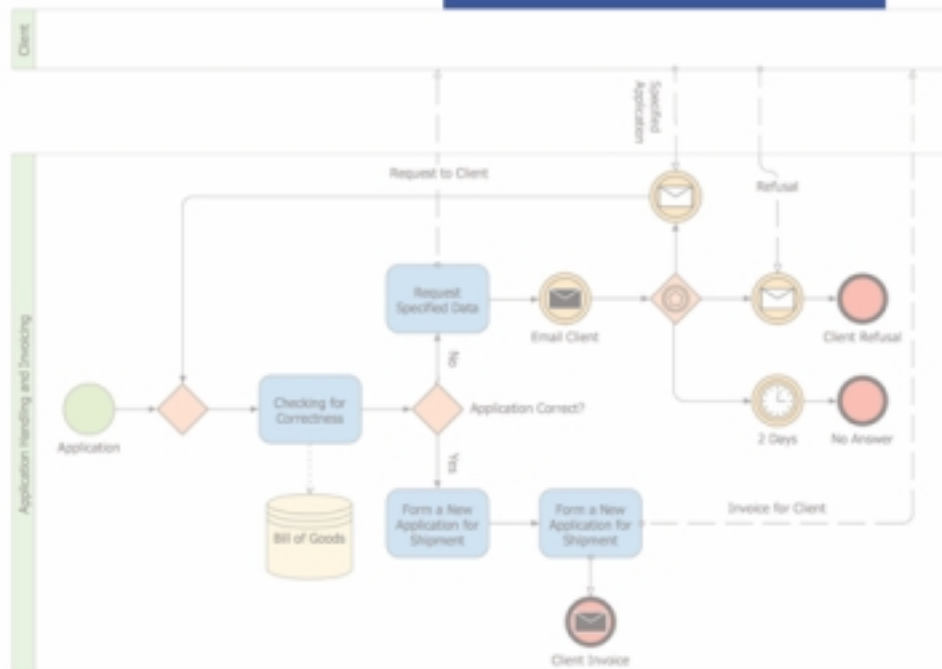 Client
Specified
Application
Request to Client
Refusal
Request
Specified Data
Email Client
Client Refusal
No
Application Handling and Invoicing
Application
Checking for
Correctness
Application Correct?
2 Days
No Answer
Yes
Bill of Goods
Form a New
Application for
Shipment
Form a New
Application for
Shipment
Invoice for Client
Client Invoice